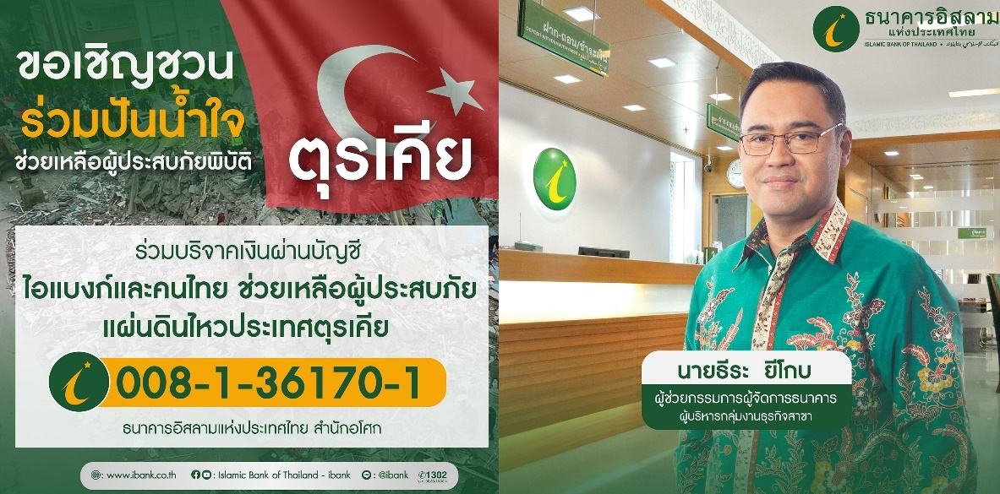 ขอเชิญชวน
ร่วมปันน้ำใจ
ช่วยเหลือผู้ประสบภัยพิบัติ
ตุรเคีย
ร่วมบริจาคเงินผ่านบัญชี
ไอแบงก์และคนไทย ช่วยเหลือผู้ประสบภัย
แผ่นดินไหวประเทศตุรเคีย
008-1-36170-1
ธนาคารอิสลามแห่งประเทศไทย สำนักอโศก
: www.ibank.co.th : Islamic Bank of Thailand - ibank : @ibank 1302
ธนาคารอิสลาม
แห่งประเทศไทย
ISLAMIC BANK OF THAILAND •
ฝาก-ถอน/ชำระเงิน
นายธีระ ยีโกบ
ผู้ช่วยกรรมการผู้จัดการธนาคาร
ผู้บริหารกลุ่มงานธุรกิจสาขา